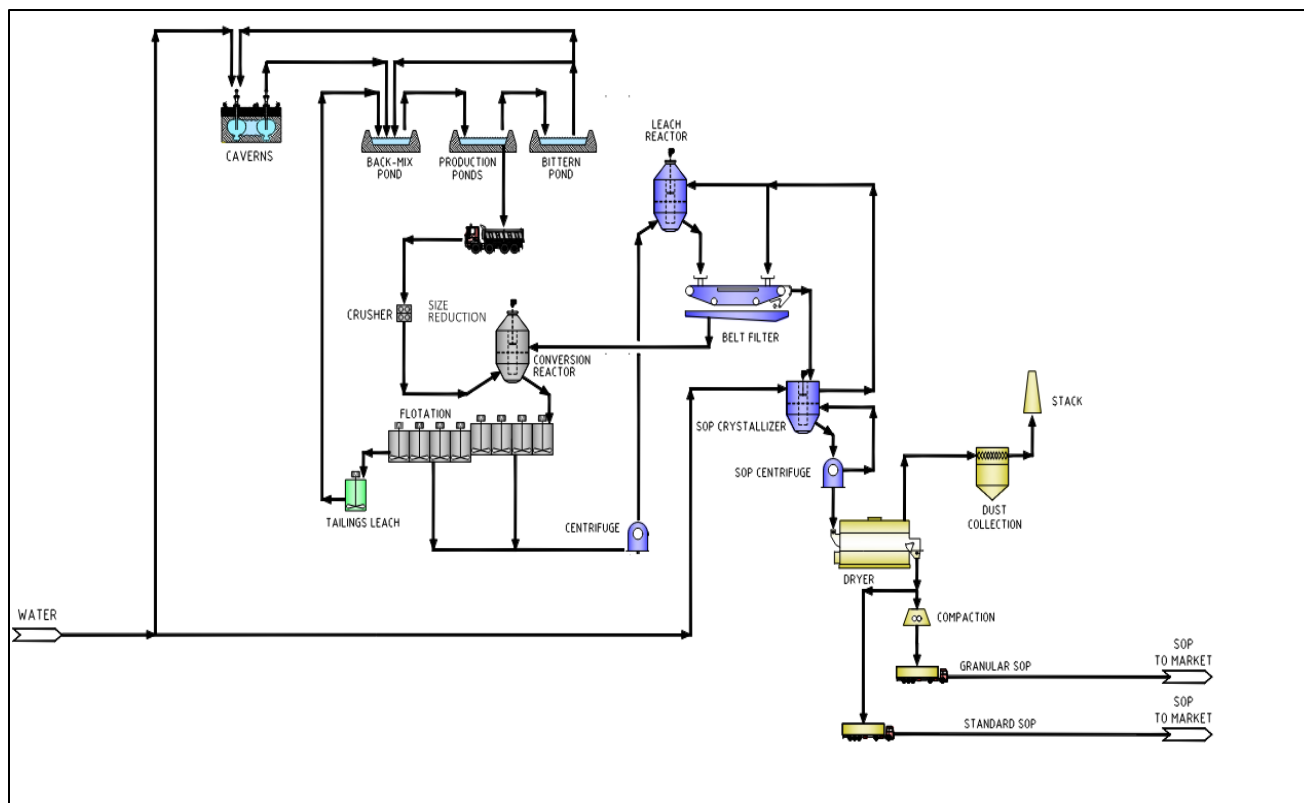 LEACH
REACTOR
CAVERNS
BACK-MIX
POND
PRODUCTION
PONDS
BITTERN
POND
CRUSHER
SIZE
REDUCTION
BELT FILTER
CONVERSION
REACTOR
FLOTATION
SOP CRYSTALLIZER
STACK
SOP CENTRIFUGE
TAILINGS LEACH
CENTRIFUGE
DUST
COLLECTION
DRYER
WATER
COMPACTION
GRANULAR SOP
SOP
TO MARKET
STANDARD SOP
SOP
TO MARKET